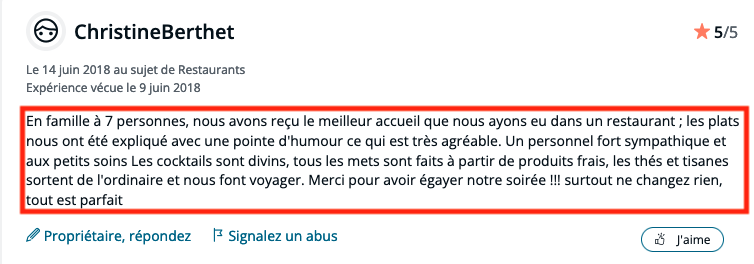 ChristineBerthet
5/5
Le 14 juin 2018 au sujet de Restaurants
Expérience vécue le 9 juin 2018
En famille à 7 personnes, nous avons reçu le meilleur accueil que nous ayons eu dans un restaurant ; les plats
nous ont été expliqué avec une pointe d'humour ce qui est très agréable. Un personnel fort sympathique et
aux petits soins Les cocktails sont divins, tous les mets sont faits à partir de produits frais, les thés et tisanes
sortent de l'ordinaire et nous font voyager. Merci pour avoir égayer notre soirée !!! surtout ne changez rien,
tout est parfait
Propriétaire, répondez
Signalez un abus
J'aime